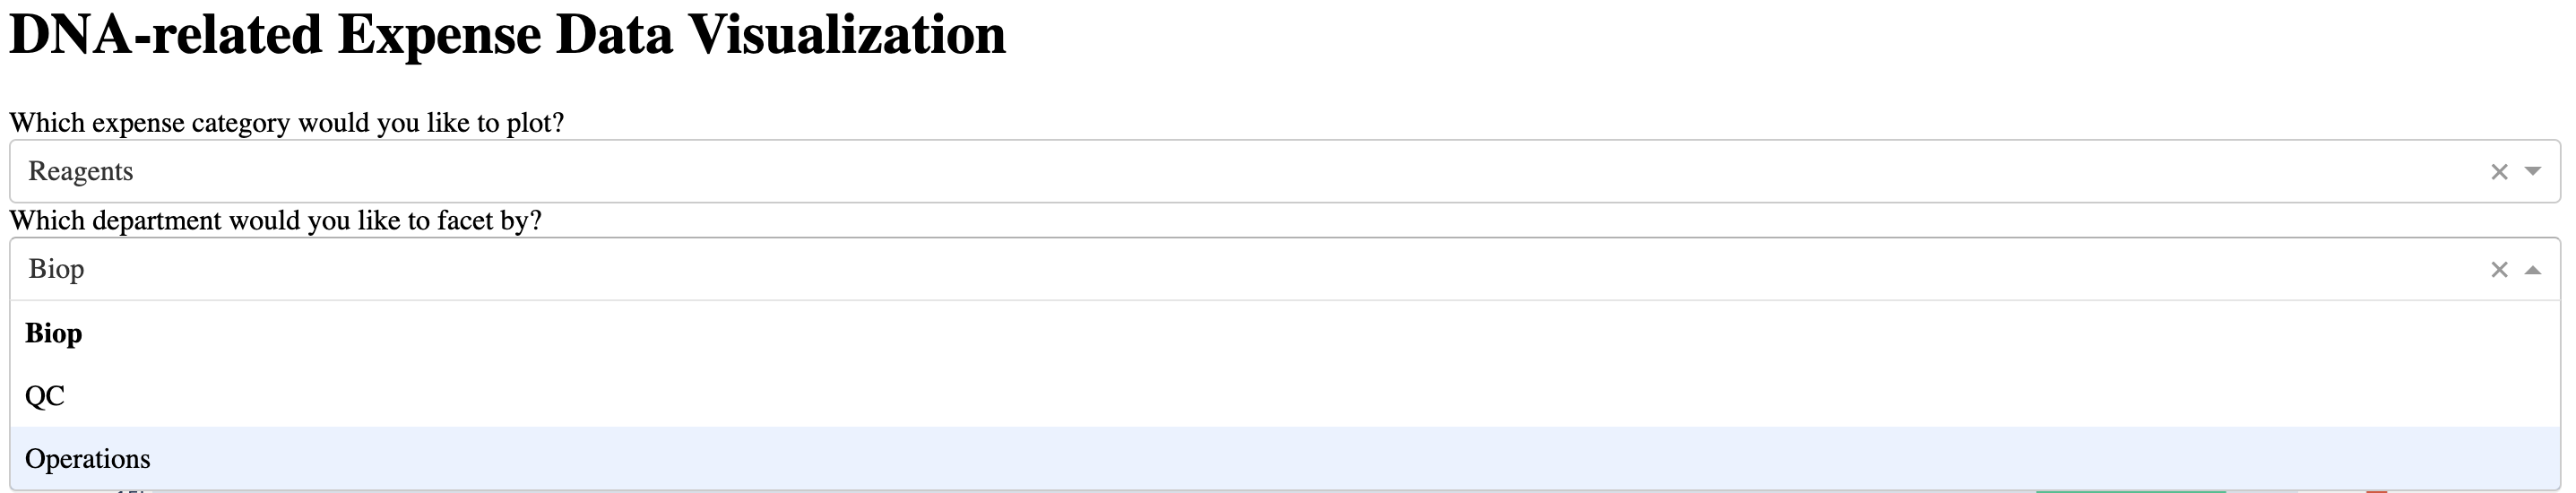 DNA-related Expense Data Visualization
Which expense category would you like to plot?
Reagents
Which department would you like to facet by?
Biop
Biop
QC
Operations